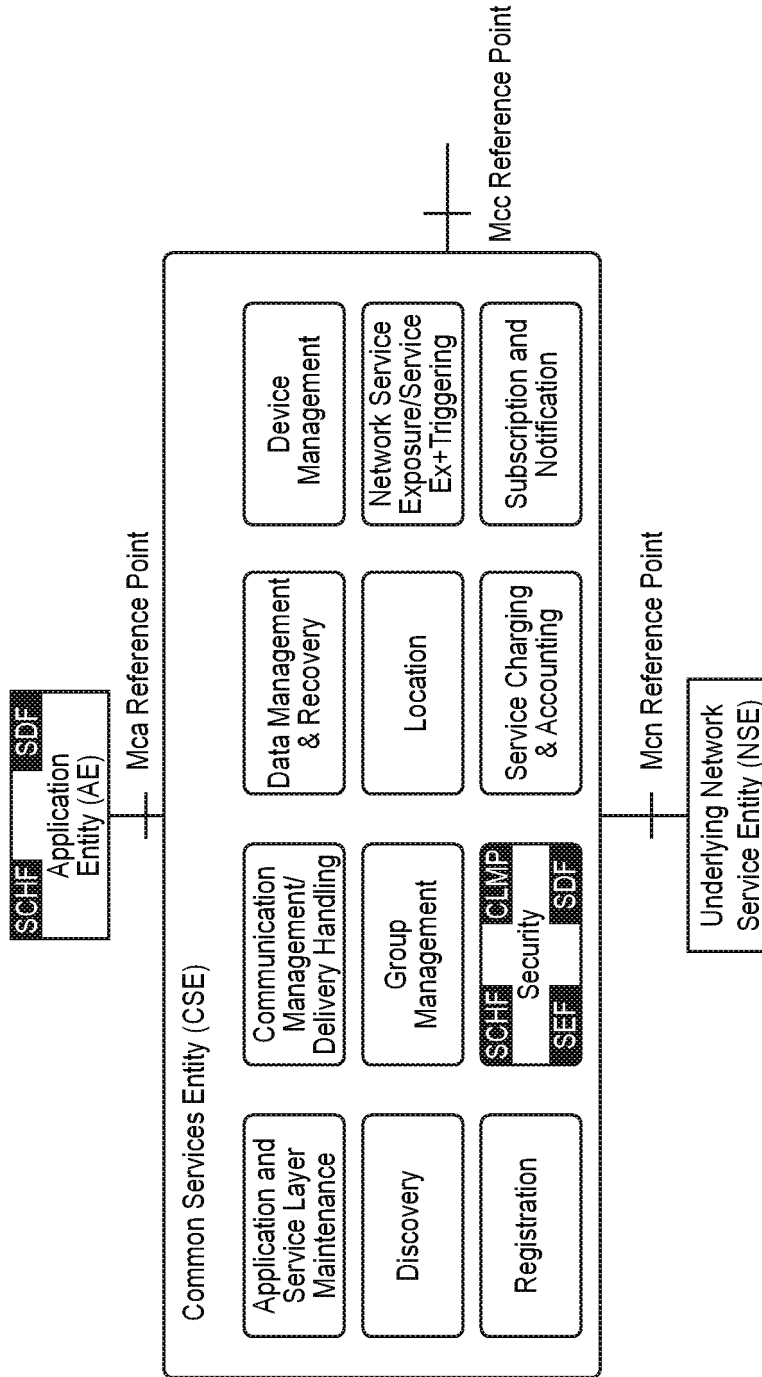 SCHF
SDF
Application
Entity (AE)
Mca Reference Point
Common Services Entity (CSE)
Application and
Service Layer
Maintenance
Communication
Management/
Delivery Handling
Data Management
& Recovery
Device
Management
Discovery
Group
Management
Location
Network Service
Exposure/Service
Ex+Triggering
Registration
SCHF
CLMP
Security
SEF
SDF
Service Charging
& Accounting
Subscription and
Notification
Mcc Reference Point
Mcn Reference Point
Underlying Network
Service Entity (NSE)